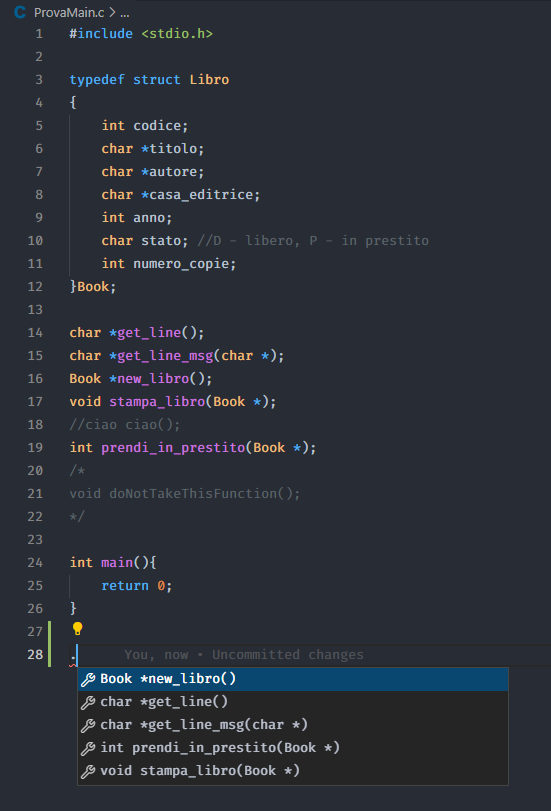 C ProvaMain.c > ...
1 #include <stdio.h>
2
3 typedef struct Libro
4 {
5 int codice;
6 char *titolo;
7 char *autore;
8 char *casa_editrice;
9 int anno;
10 char stato; //D - libero, P - in prestito
11 int numero_copie;
12 }Book;
13
14 char *get_line();
15 char *get_line_msg(char *);
16 Book *new_libro();
17 void stampa_libro(Book *);
18 //ciao ciao();
19 int prendi_in_prestito(Book *);
20 /*
21 void doNotTakeThisFunction();
22 */
23
24 int main(){
25 return 0;
26 }
27
28 . You, now • Uncommitted changes
Book *new_libro()
char *get_line()
char *get_line_msg(char *)
int prendi_in_prestito(Book *)
void stampa_libro(Book *)